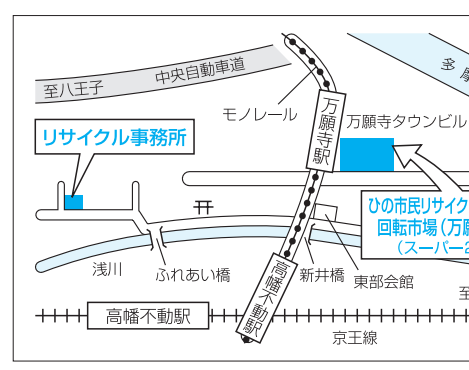 多摩
中央自動車道
至八王子
モノレール
万願寺駅
万願寺タウンビル
リサイクル事務所
ひの市民リサイク
回転市場(万願
(スーパー2
浅川
ふれあい橋
高幡不動駅
新井橋
東部会館
至
高幡不動駅
京王線